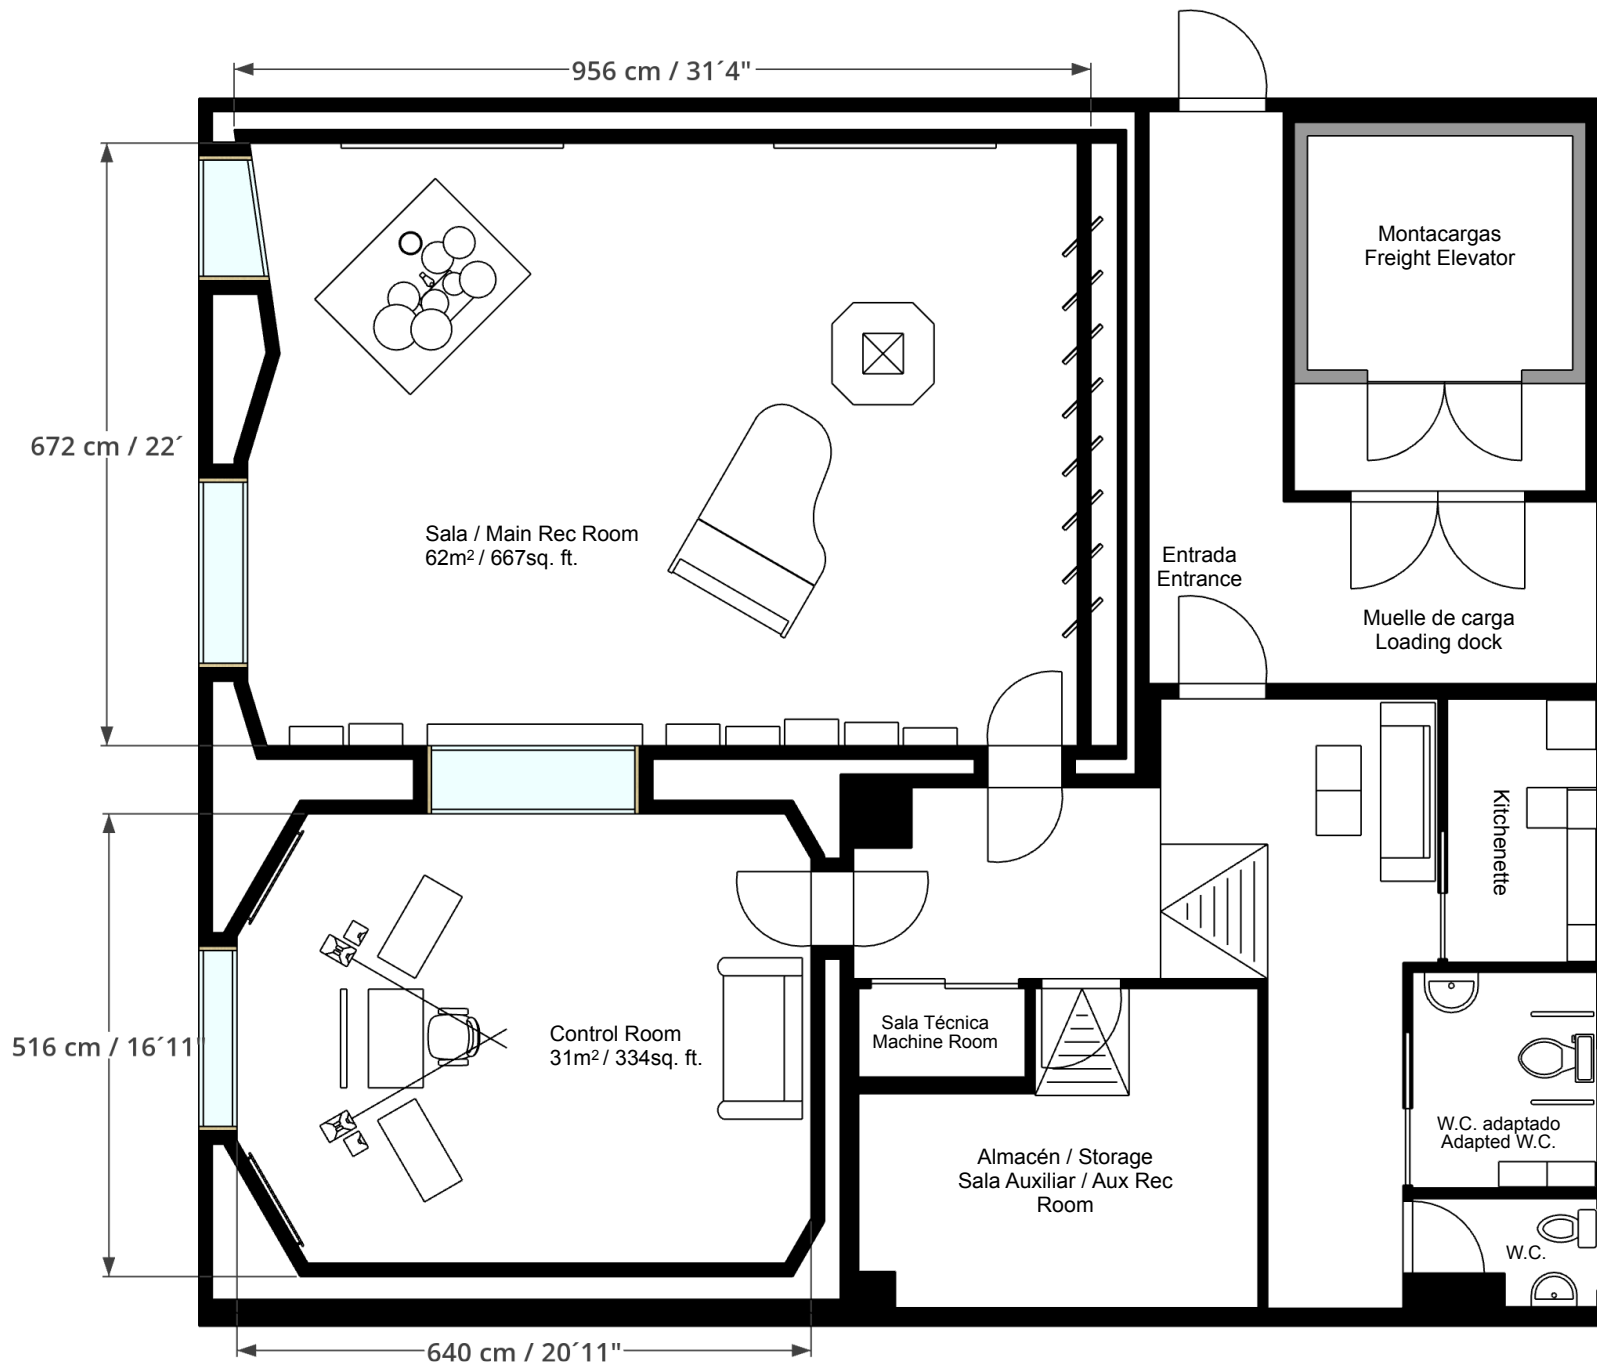 956 cm / 31´4"
Montacargas
Freight Elevator
672 cm / 22´
Sala / Main Rec Room
62m² / 667sq. ft.
Entrada
Entrance
Muelle de carga
Loading dock
Kitchenette
516 cm / 16´11"
Control Room
31m² / 334sq. ft.
Sala Técnica
Machine Room
W.C. adaptado
Adapted W.C.
Almacén / Storage
Sala Auxiliar / Aux Rec
Room
W.C.
640 cm / 20´11"